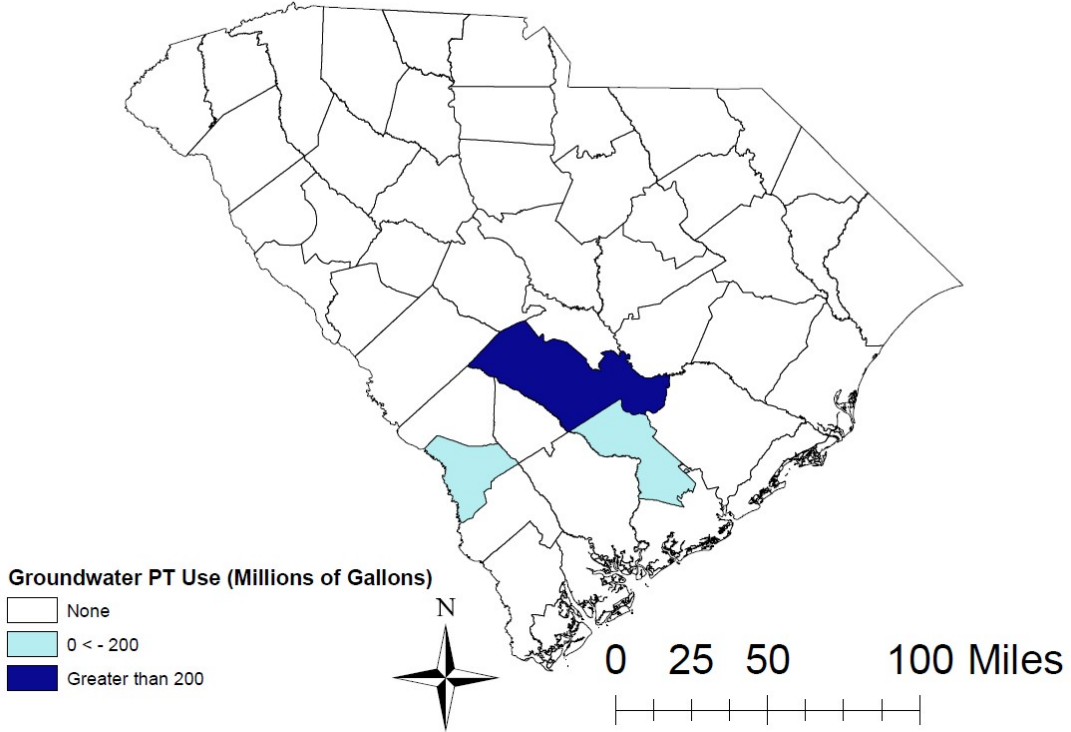 Groundwater PT Use (Millions of Gallons)
None
0 < - 200
Greater than 200
N
0 25 50 100 Miles